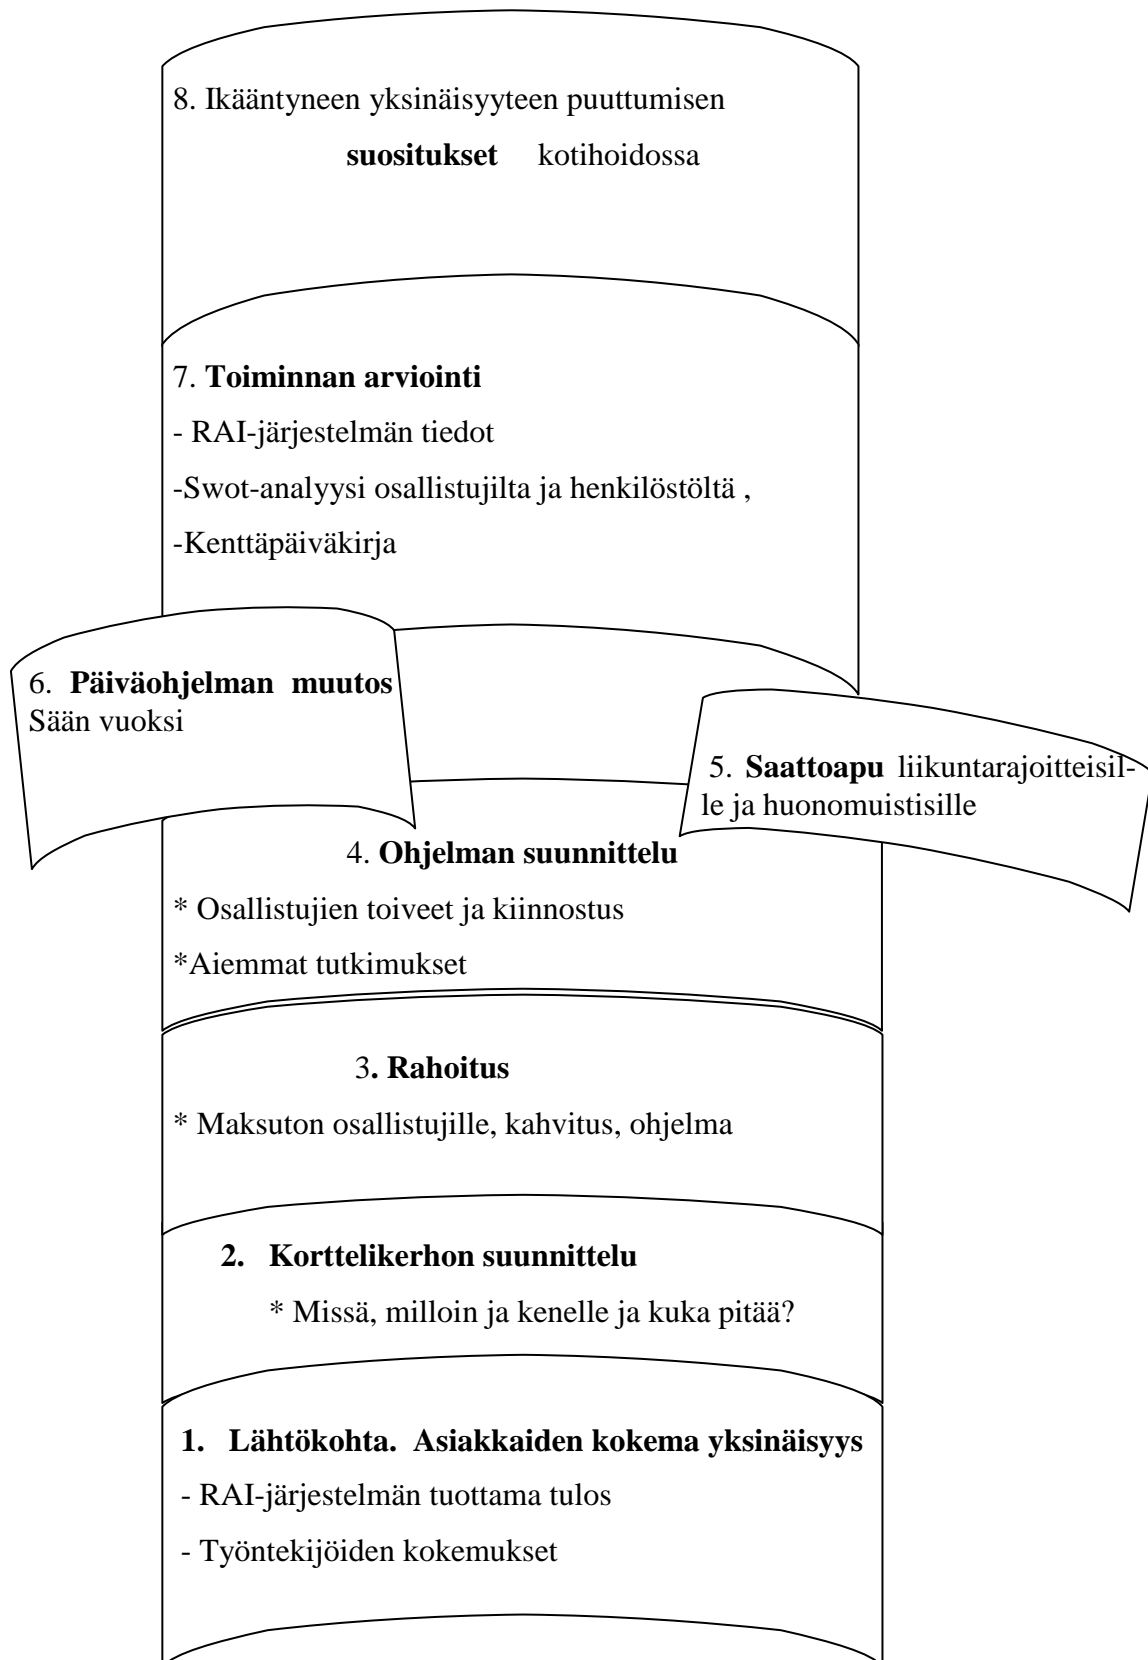 8. Ikääntyneen yksinäisyyteen puuttumisen
suositukset kotihoidossa
7. Toiminnan arviointi
- RAI-järjestelmän tiedot
-Swot-analyysi osallistujilta ja henkilöstöltä ,
-Kenttäpäiväkirja
6. Päiväohjelman muutos
Sään vuoksi
5. Saattoapu liikuntarajoitteisil-
le ja huonomuistisille
4. Ohjelman suunnittelu
* Osallistujien toiveet ja kiinnostus
*Aiemmat tutkimukset
3. Rahoitus
* Maksuton osallistujille, kahvitus, ohjelma
2. Korttelikerhon suunnittelu
* Missä, milloin ja kenelle ja kuka pitää?
1. Lähtökohta. Asiakkaiden kokema yksinäisyys
- RAI-järjestelmän tuottama tulos
- Työntekijöiden kokemukset